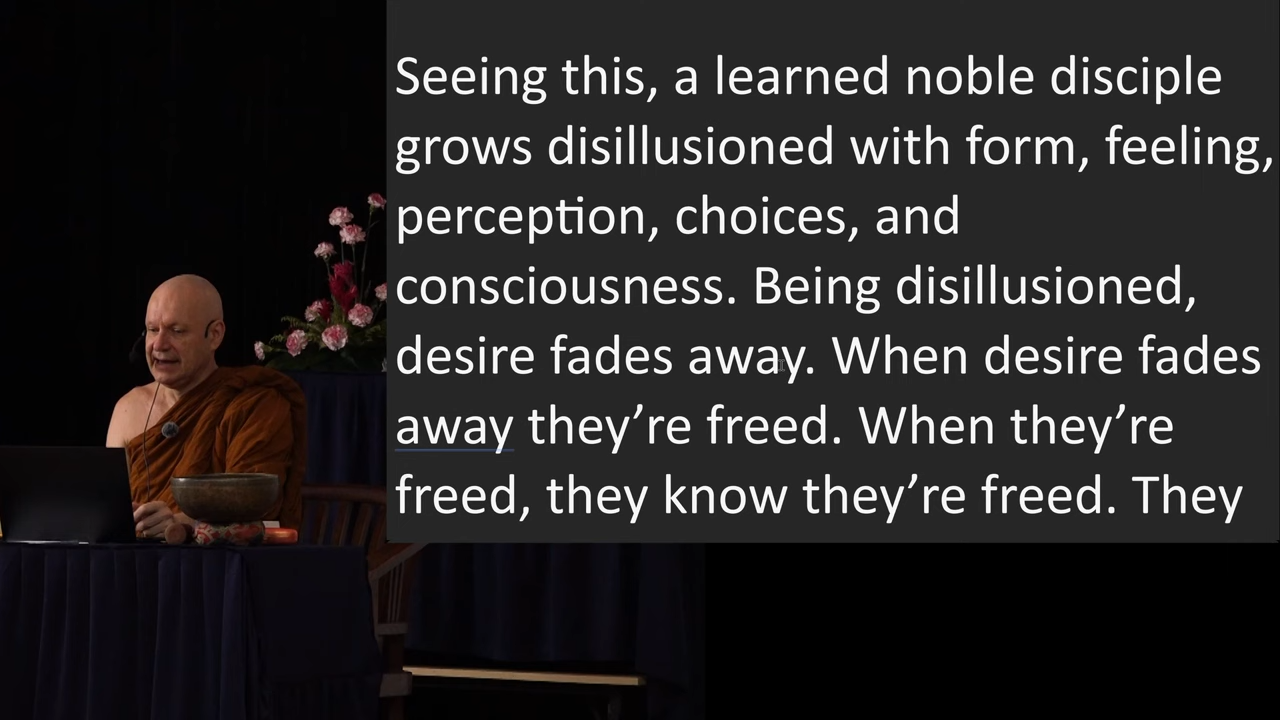 Seeing this, a learned noble disciple
grows disillusioned with form, feeling,
perception, choices, and
consciousness. Being disillusioned,
desire fades away. When desire fades
away they’re freed. When they’re
freed, they know they’re freed. They